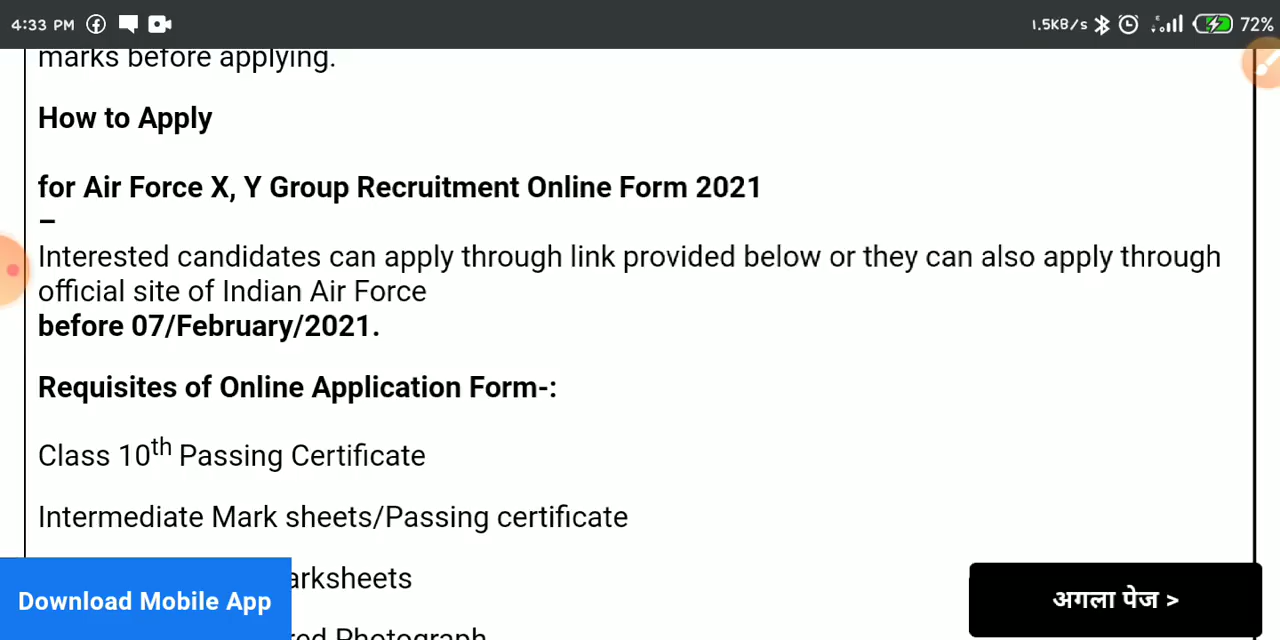 4:33 PM
1.5KB/s
72%
marks before applying.
How to Apply
for Air Force X, Y Group Recruitment Online Form 2021
–
Interested candidates can apply through link provided below or they can also apply through
official site of Indian Air Force
before 07/February/2021.
Requisites of Online Application Form-:
Class 10th Passing Certificate
Intermediate Mark sheets/Passing certificate
arksheets
Download Mobile App
अगला पेज >
Photograph